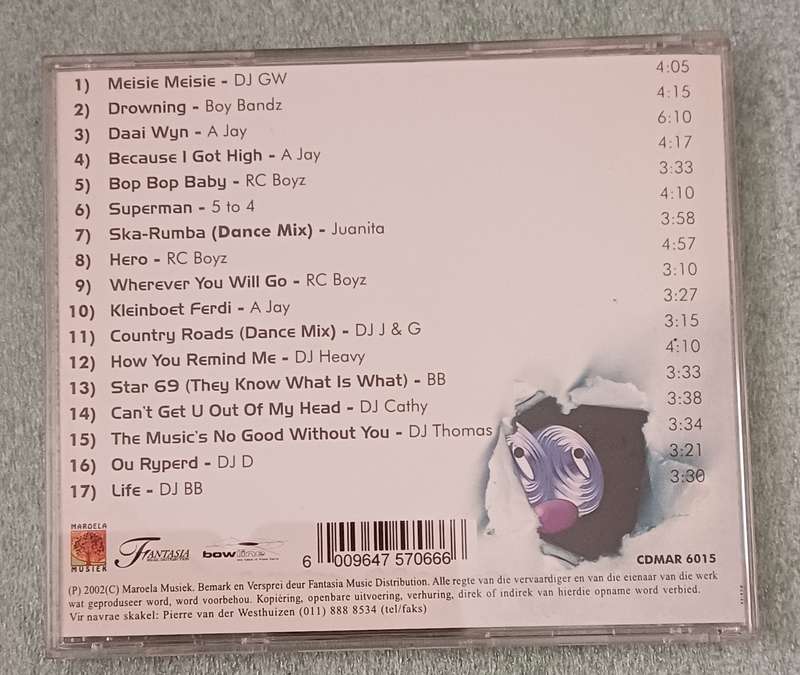 1) Meisie Meisie - DJ GW 4:05
2) Drowning - Boy Bandz 4:15
3) Daai Wyn - A Jay 6:10
4) Because I Got High - A Jay 4:17
5) Bop Bop Baby - RC Boyz 3:33
6) Superman - 5 to 4 4:10
7) Ska-Rumba (Dance Mix) - Juanita 3:58
8) Hero - RC Boyz 4:57
9) Wherever You Will Go - RC Boyz 3:10
10) Kleinboet Ferdi - A Jay 3:27
11) Country Roads (Dance Mix) - DJ J & G 3:15
12) How You Remind Me - DJ Heavy 4:10
13) Star 69 (They Know What Is What) - BB 3:33
14) Can't Get U Out Of My Head - DJ Cathy 3:38
15) The Music's No Good Without You - DJ Thomas 3:34
16) Ou Ryperd - DJ D 3:21
17) Life - DJ BB 3:30
MAROELA
MUSIEK
FANTASIA
bowline
6 009647 570666
CDMAR 6015
(P) 2002(C) Maroela Musiek. Bemark en Versprei deur Fantasia Music Distribution. Alle regte van die vervaardiger en van die eienaar van die werk
wat geproduseer word, word voorbehou. Kopiëring, openbare uitvoering, verhuring, direk of indirek van hierdie opname word verbied.
Vir navrae skakel: Pierre van der Westhuizen (011) 888 8534 (tel/faks)